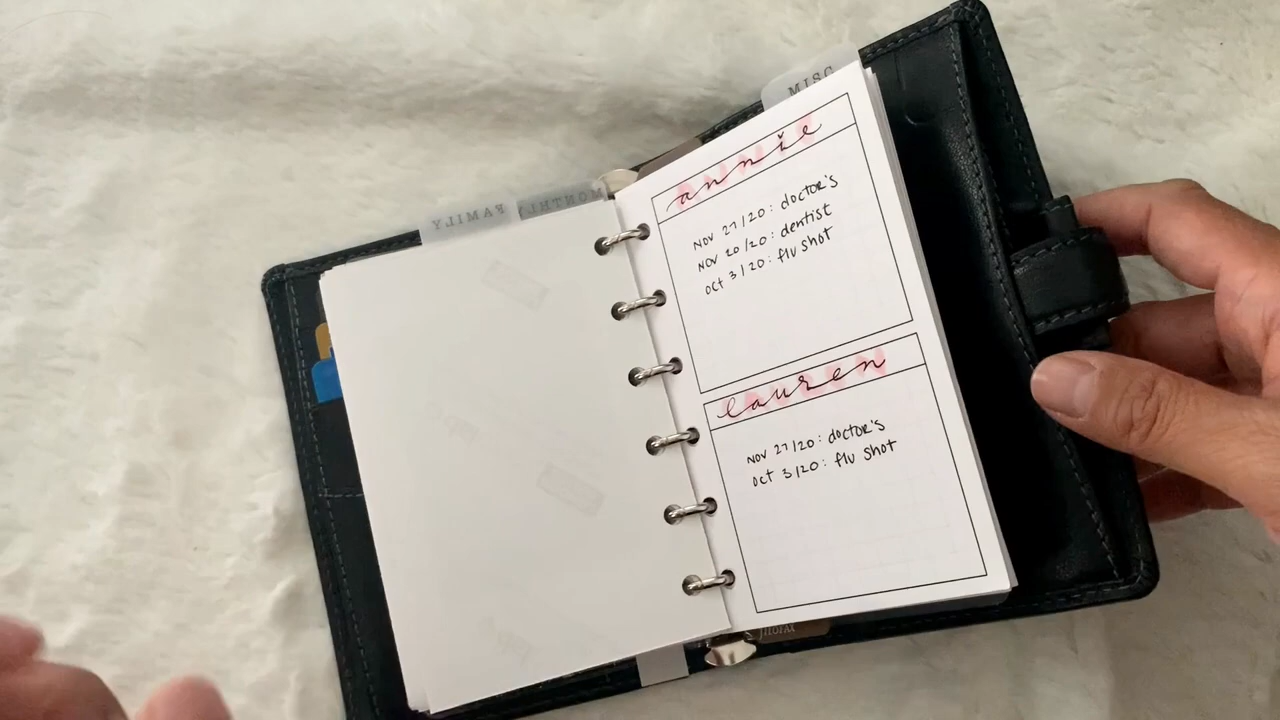 FAMILY
MONTHLY
MISC
annie
NOV 27/20: doctor's
NOV 20/20: dentist
Oct 3/20: flu shot
lauren
NOV 27/20: doctor's
Oct 3/20: flu shot